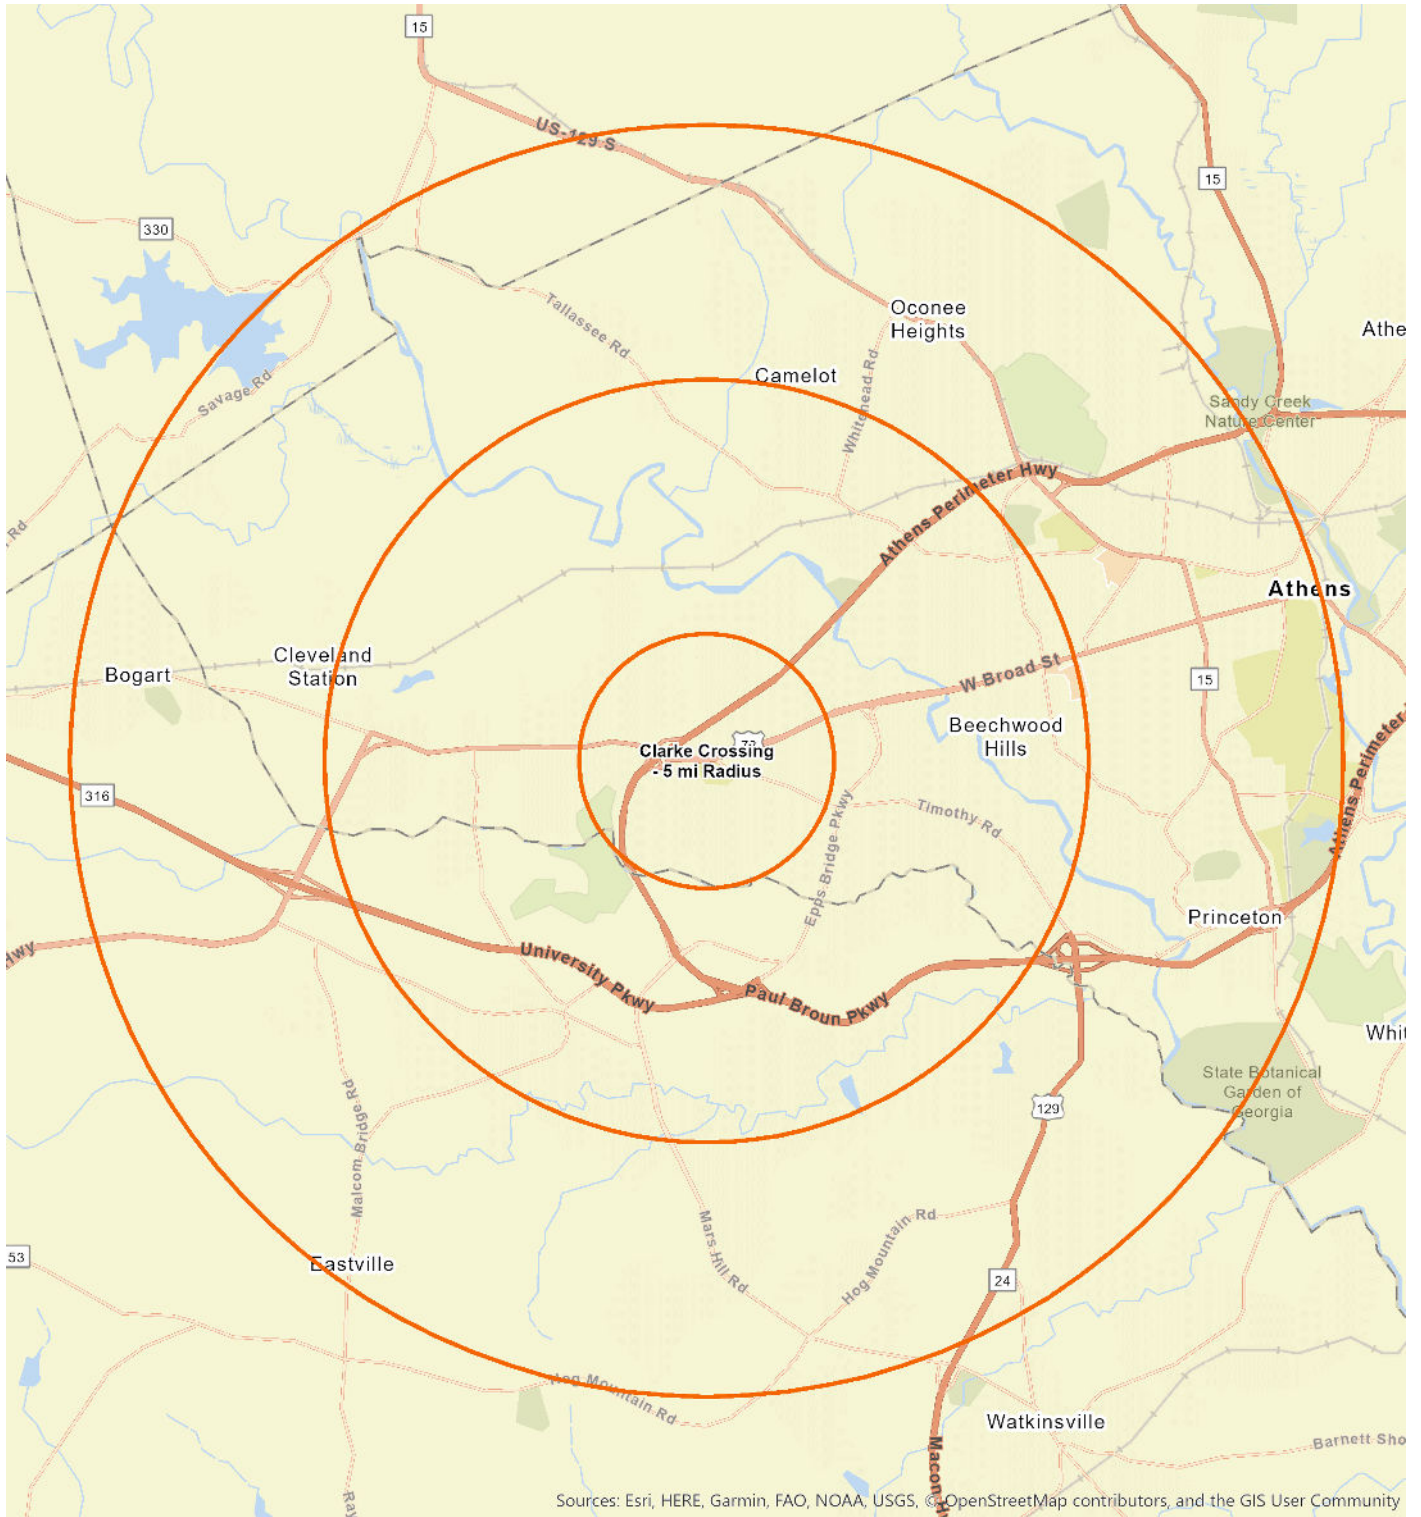 15
US-129 S
15
330
Oconee
Heights
Athe
Tallassee Rd
Camelot
Whitehead Rd
Savage Rd
Sandy Creek
Nature Center
Athens Perimeter Hwy
Rd
Athens
Cleveland
Station
Bogart
W Broad St
15
Beechwood
Hills
Clarke Crossing
- 5 mi Radius
316
Epps Bridge Pkwy
Timothy Rd
Athens Perimeter
Princeton
Hwy
University Pkwy
Paul Broun Pkwy
Whit
State Botanical
Garden of
Georgia
129
Malcom Bridge Rd
Mars Hill Rd
Hog Mountain Rd
53
Eastville
24
Hog Mountain Rd
Watkinsville
Barnett Sho
Macon H
Ray
Sources: Esri, HERE, Garmin, FAO, NOAA, USGS, © OpenStreetMap contributors, and the GIS User Community